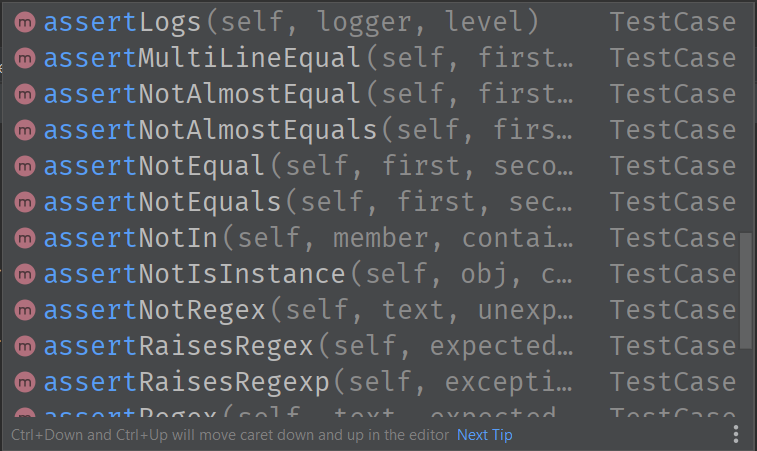 m assertLogs(self, logger, level) TestCase
m assertMultiLineEqual(self, first… TestCase
m assertNotAlmostEqual(self, first… TestCase
m assertNotAlmostEquals(self, firs… TestCase
m assertNotEqual(self, first, seco… TestCase
m assertNotEquals(self, first, sec… TestCase
m assertNotIn(self, member, contai… TestCase
m assertNotIsInstance(self, obj, c… TestCase
m assertNotRegex(self, text, unexp… TestCase
m assertRaisesRegex(self, expected… TestCase
m assertRaisesRegexp(self, excepti… TestCase
m assertRegex(self, text, expected… TestCase
Ctrl+Down and Ctrl+Up will move caret down and up in the editor Next Tip